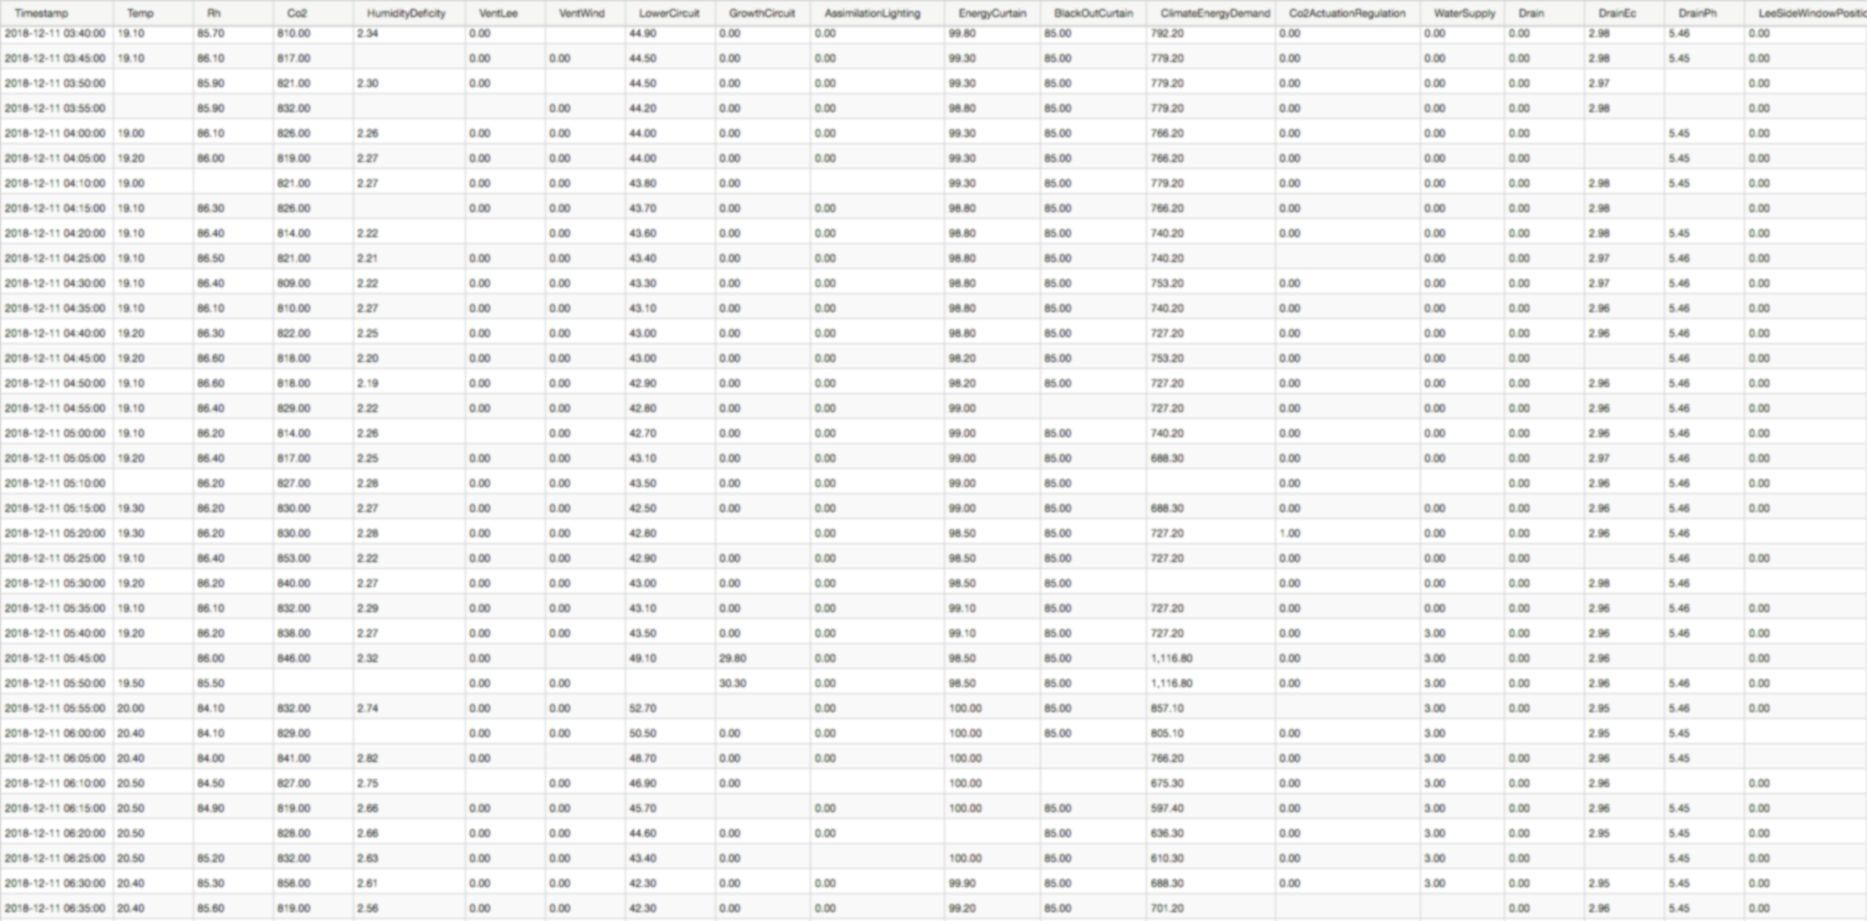 Timestamp Temp Rh Co2 HumidityDeficity VentLee VentWind LowerCircuit GrowthCircuit AssimilationLighting EnergyCurtain BlackOutCurtain ClimateEnergyDemand Co2ActuationRegulation WaterSupply Drain DrainEc DrainPh LeeSideWindowPositic
2018-12-11 03:40:00 19.10 85.70 810.00 2.34 0.00 44.90 0.00 0.00 99.80 85.00 792.20 0.00 0.00 0.00 2.98 5.46 0.00
2018-12-11 03:45:00 19.10 86.10 817.00 0.00 0.00 44.50 0.00 0.00 99.30 85.00 779.20 0.00 0.00 0.00 2.98 5.45 0.00
2018-12-11 03:50:00 85.90 821.00 2.30 0.00 44.50 0.00 0.00 99.30 85.00 779.20 0.00 0.00 0.00 2.97 0.00
2018-12-11 03:55:00 85.90 832.00 0.00 44.20 0.00 0.00 98.80 85.00 779.20 0.00 0.00 0.00 2.98 0.00
2018-12-11 04:00:00 19.00 86.10 826.00 2.26 0.00 0.00 44.00 0.00 0.00 99.30 85.00 766.20 0.00 0.00 0.00 5.45 0.00
2018-12-11 04:05:00 19.20 86.00 819.00 2.27 0.00 0.00 44.00 0.00 0.00 99.30 85.00 766.20 0.00 0.00 0.00 5.45 0.00
2018-12-11 04:10:00 19.00 821.00 2.27 0.00 0.00 43.80 0.00 99.30 85.00 779.20 0.00 0.00 0.00 2.98 5.45 0.00
2018-12-11 04:15:00 19.10 86.30 826.00 0.00 0.00 43.70 0.00 0.00 98.80 85.00 766.20 0.00 0.00 0.00 2.98 0.00
2018-12-11 04:20:00 19.10 86.40 814.00 2.22 0.00 43.60 0.00 0.00 98.80 85.00 740.20 0.00 0.00 0.00 2.98 5.45 0.00
2018-12-11 04:25:00 19.10 86.50 821.00 2.21 0.00 0.00 43.40 0.00 0.00 98.80 85.00 740.20 0.00 0.00 2.97 5.46 0.00
2018-12-11 04:30:00 19.10 86.40 809.00 2.22 0.00 0.00 43.30 0.00 0.00 98.80 85.00 753.20 0.00 0.00 0.00 2.97 5.46 0.00
2018-12-11 04:35:00 19.10 86.10 810.00 2.27 0.00 0.00 43.10 0.00 0.00 98.80 85.00 740.20 0.00 0.00 0.00 2.96 5.46 0.00
2018-12-11 04:40:00 19.20 86.30 822.00 2.25 0.00 0.00 43.00 0.00 0.00 98.80 85.00 727.20 0.00 0.00 0.00 2.96 5.46 0.00
2018-12-11 04:45:00 19.20 86.60 818.00 2.20 0.00 0.00 43.00 0.00 0.00 98.20 85.00 753.20 0.00 0.00 0.00 5.46 0.00
2018-12-11 04:50:00 19.10 86.60 818.00 2.19 0.00 0.00 42.90 0.00 0.00 98.20 85.00 727.20 0.00 0.00 0.00 2.96 5.46 0.00
2018-12-11 04:55:00 19.10 86.40 829.00 2.22 0.00 0.00 42.80 0.00 0.00 99.00 727.20 0.00 0.00 0.00 2.96 5.46 0.00
2018-12-11 05:00:00 19.10 86.20 814.00 2.26 0.00 42.70 0.00 0.00 99.00 85.00 740.20 0.00 0.00 0.00 2.96 5.46 0.00
2018-12-11 05:05:00 19.20 86.40 817.00 2.25 0.00 0.00 43.10 0.00 0.00 99.00 85.00 688.30 0.00 0.00 0.00 2.97 5.46 0.00
2018-12-11 05:10:00 86.20 827.00 2.28 0.00 0.00 43.50 0.00 0.00 99.00 85.00 0.00 0.00 2.96 5.46 0.00
2018-12-11 05:15:00 19.30 86.20 830.00 2.27 0.00 0.00 42.50 0.00 0.00 99.00 85.00 688.30 0.00 0.00 0.00 2.96 5.46 0.00
2018-12-11 05:20:00 19.30 86.20 830.00 2.28 0.00 0.00 42.80 0.00 98.50 85.00 727.20 1.00 0.00 0.00 2.96 5.46
2018-12-11 05:25:00 19.10 86.40 853.00 2.22 0.00 0.00 42.90 0.00 0.00 98.50 85.00 727.20 0.00 0.00 0.00 5.46 0.00
2018-12-11 05:30:00 19.20 86.20 840.00 2.27 0.00 0.00 43.00 0.00 0.00 98.50 85.00 0.00 0.00 0.00 2.98 5.46
2018-12-11 05:35:00 19.10 86.10 832.00 2.29 0.00 0.00 43.10 0.00 0.00 99.10 85.00 727.20 0.00 0.00 0.00 2.96 5.46 0.00
2018-12-11 05:40:00 19.20 86.20 838.00 2.27 0.00 0.00 43.50 0.00 0.00 99.10 85.00 727.20 0.00 3.00 0.00 2.96 5.46 0.00
2018-12-11 05:45:00 86.00 846.00 2.32 0.00 49.10 29.80 0.00 98.50 85.00 1,116.80 0.00 3.00 0.00 2.96 0.00
2018-12-11 05:50:00 19.50 85.50 0.00 0.00 30.30 0.00 98.50 85.00 1,116.80 0.00 3.00 0.00 2.96 5.46 0.00
2018-12-11 05:55:00 20.00 84.10 832.00 2.74 0.00 0.00 52.70 0.00 100.00 85.00 857.10 3.00 0.00 2.95 5.46 0.00
2018-12-11 06:00:00 20.40 84.10 829.00 0.00 0.00 50.50 0.00 0.00 100.00 85.00 805.10 0.00 3.00 2.95 5.45
2018-12-11 06:05:00 20.40 84.00 841.00 2.82 0.00 48.70 0.00 0.00 100.00 766.20 0.00 3.00 0.00 2.96 5.45
2018-12-11 06:10:00 20.50 84.50 827.00 2.75 0.00 46.90 0.00 100.00 675.30 0.00 3.00 0.00 2.96 0.00
2018-12-11 06:15:00 20.50 84.90 819.00 2.66 0.00 0.00 45.70 0.00 100.00 85.00 597.40 0.00 3.00 0.00 2.96 5.45 0.00
2018-12-11 06:20:00 20.50 828.00 2.66 0.00 0.00 44.60 0.00 0.00 85.00 636.30 0.00 3.00 0.00 2.95 5.45 0.00
2018-12-11 06:25:00 20.50 85.20 832.00 2.63 0.00 0.00 43.40 0.00 100.00 85.00 610.30 0.00 3.00 0.00 5.45 0.00
2018-12-11 06:30:00 20.40 85.30 858.00 2.61 0.00 0.00 42.30 0.00 0.00 99.90 85.00 688.30 0.00 3.00 0.00 2.95 5.45 0.00
2018-12-11 06:35:00 20.40 85.60 819.00 2.56 0.00 0.00 42.30 0.00 0.00 99.20 85.00 701.20 0.00 2.96 5.45 0.00